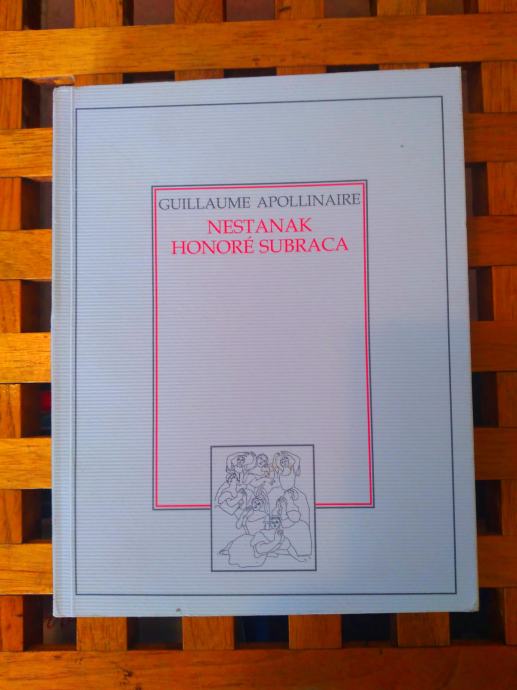 GUILLAUME APOLLINAIRE
NESTANAK
HONORÉ SUBRACA